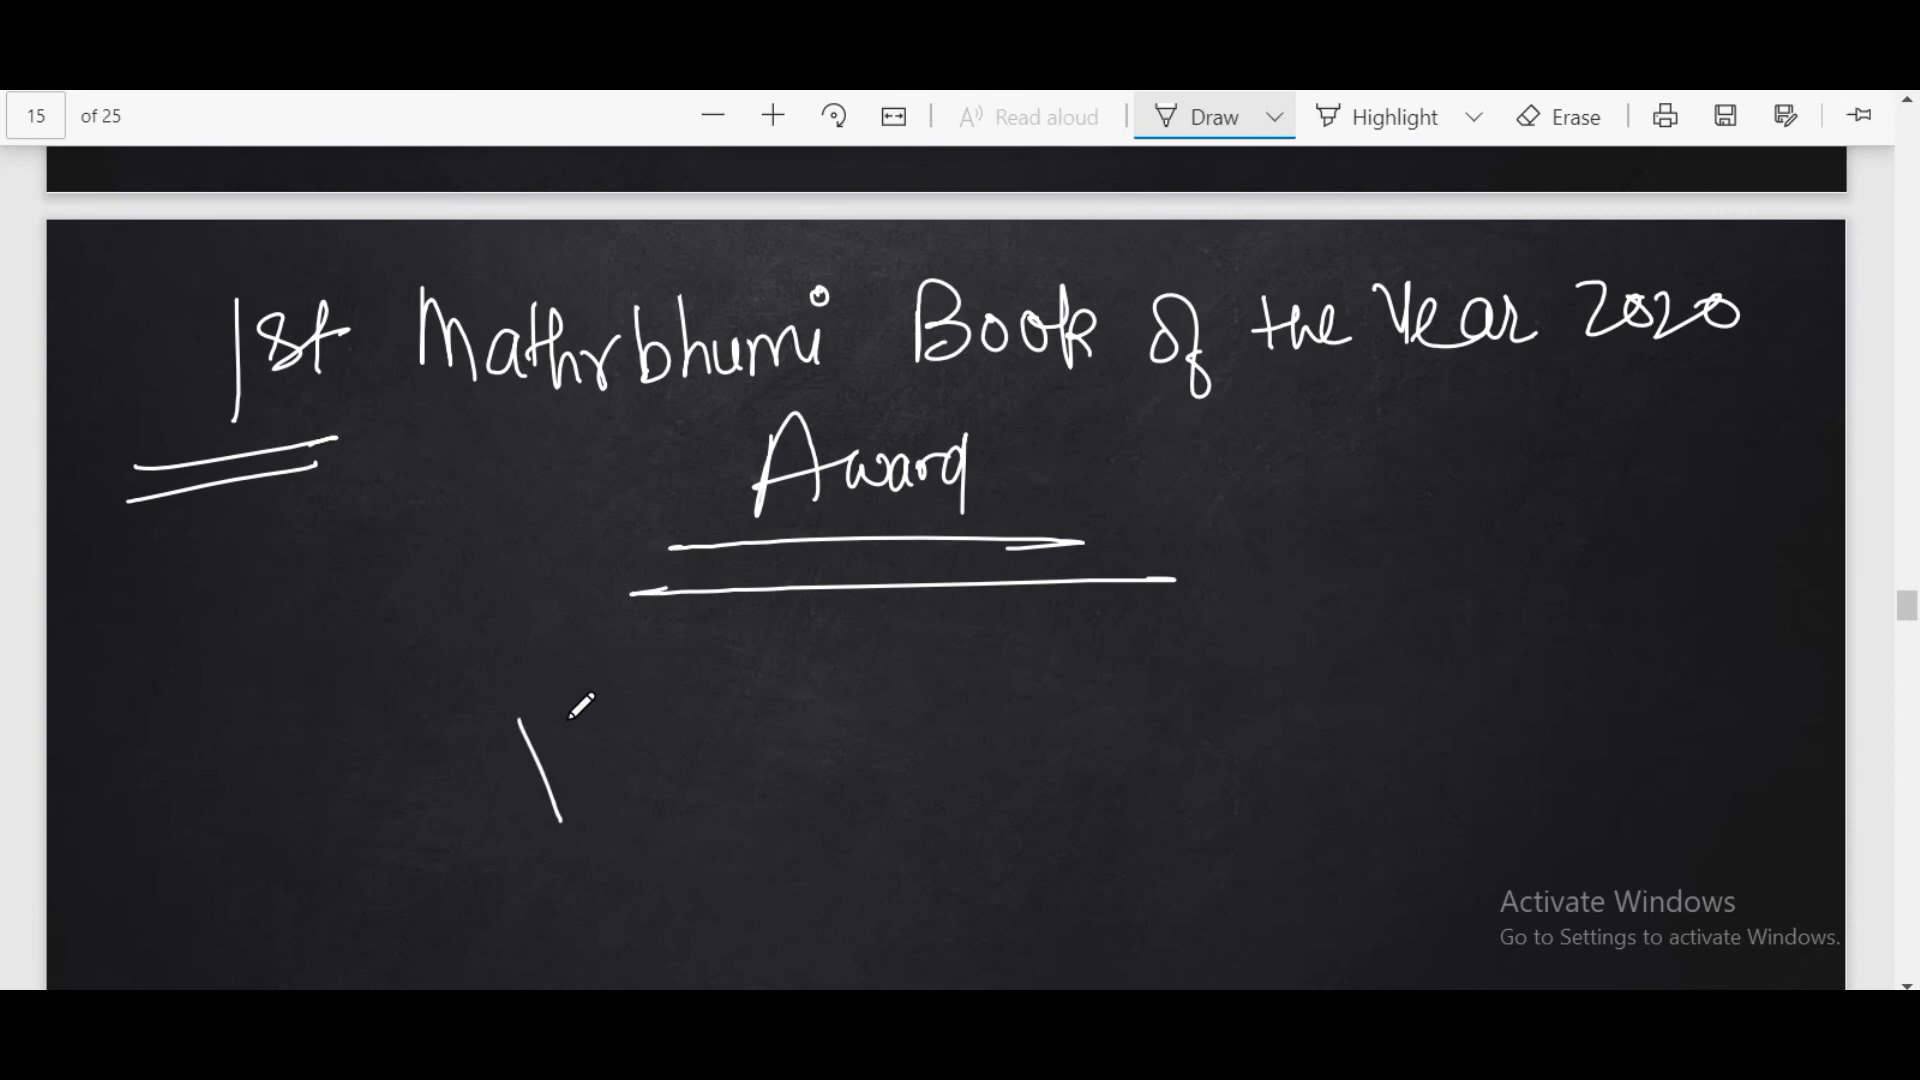 15 of 25 Read aloud Draw Highlight Erase
1st Mathrbhumi Book of the Year 2020
Award
Activate Windows
Go to Settings to activate Windows.